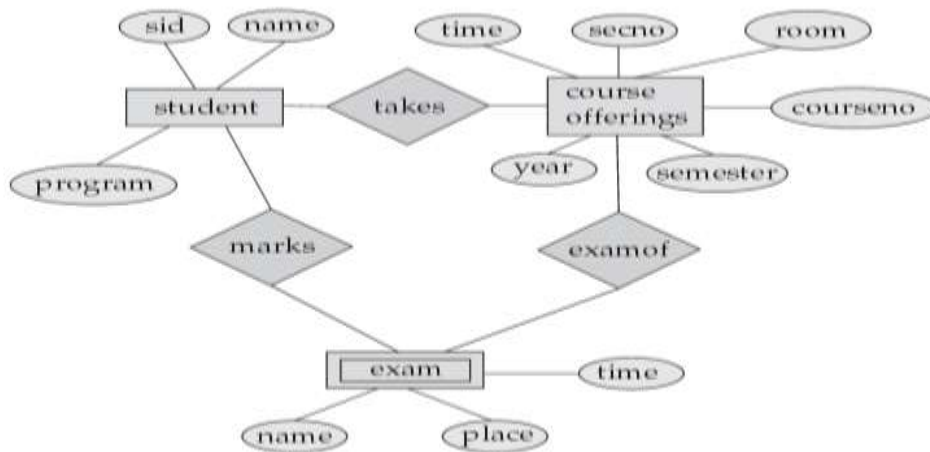 sid
name
time
secno
room
student
takes
course
offerings
courseno
program
year
semester
marks
examof
exam
time
name
place